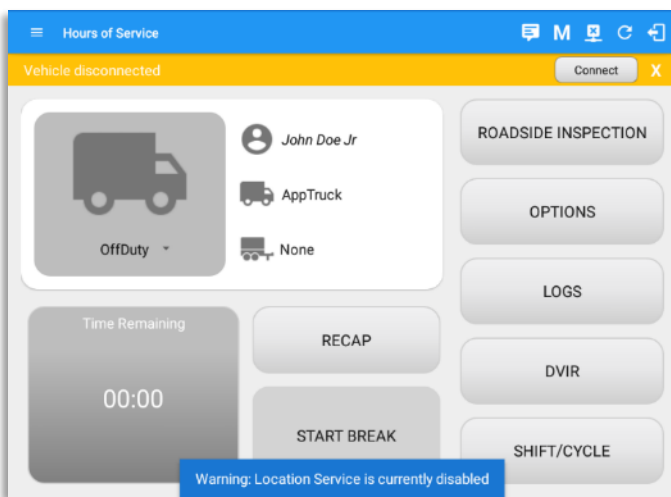 Hours of Service
M
Vehicle disconnected
Connect
X
John Doe Jr
AppTruck
OffDuty
None
ROADSIDE INSPECTION
OPTIONS
LOGS
DVIR
SHIFT/CYCLE
Time Remaining
00:00
RECAP
START BREAK
Warning: Location Service is currently disabled